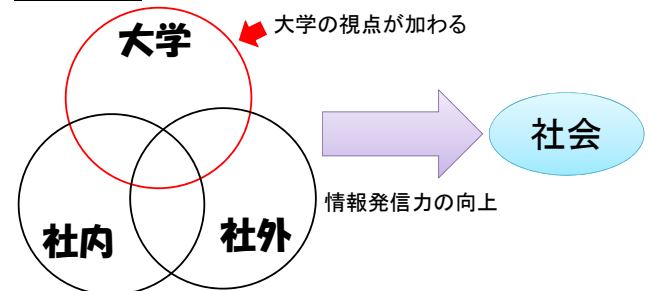 大学
大学の視点が加わる
社会
情報発信力の向上
社内
社外